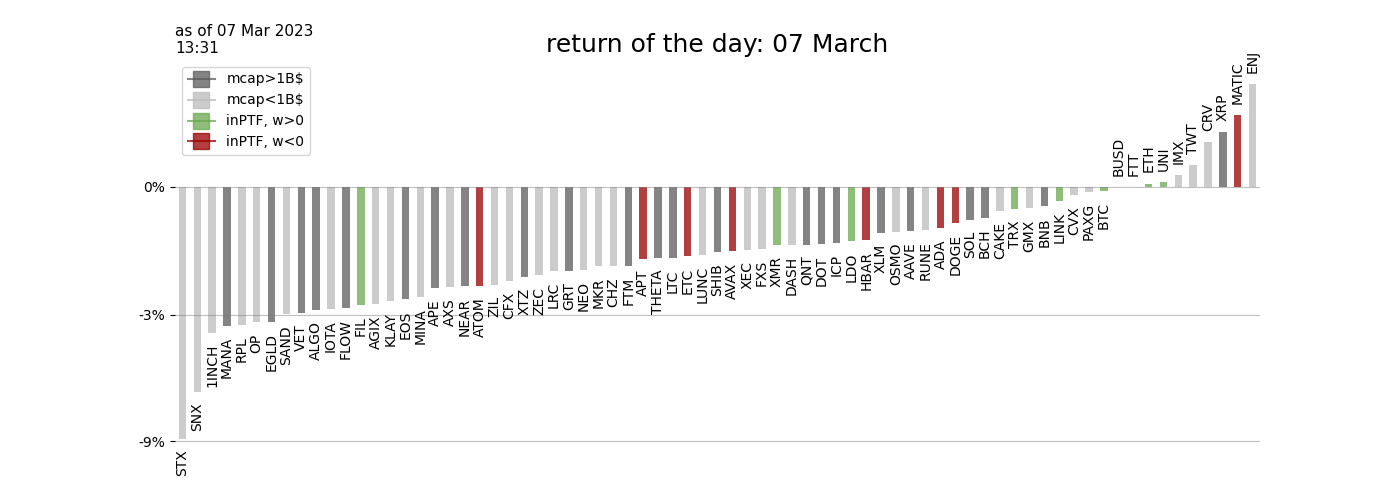 as of 07 Mar 2023
13:31
return of the day: 07 March
mcap>1B$
mcap<1B$
inPTF, w>0
inPTF, w<0
0%
-3%
-9%
STX
SNX
1INCH
MANA
RPL
OP
EGLD
SAND
VET
ALGO
IOTA
FLOW
FIL
AGIX
KLAY
EOS
MINA
APE
AXS
NEAR
ATOM
ZIL
CFX
XTZ
ZEC
LRC
GRT
NEO
MKR
CHZ
FTM
APT
THETA
LTC
ETC
LUNC
SHIB
AVAX
XEC
FXS
XMR
DASH
QNT
DOT
ICP
LDO
HBAR
XLM
OSMO
AAVE
RUNE
ADA
DOGE
SOL
BCH
CAKE
TRX
GMX
BNB
LINK
CVX
PAXG
BTC
BUSD
FTT
ETH
UNI
IMX
TWT
CRV
XRP
MATIC
ENJ